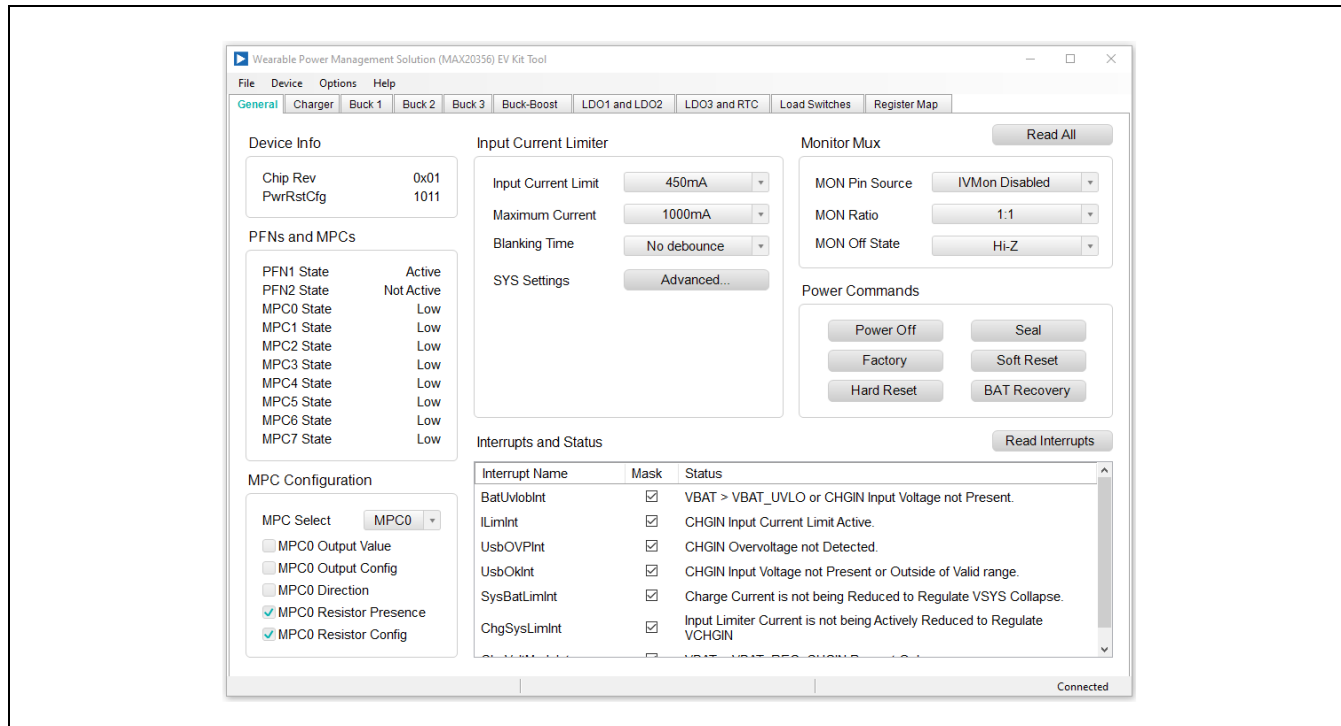 Wearable Power Management Solution (MAX20356) EV Kit Tool
File Device Options Help
General Charger Buck 1 Buck 2 Buck 3 Buck-Boost LDO1 and LDO2 LDO3 and RTC Load Switches Register Map
Read All
Device Info
Chip Rev 0x01
PwrRstCfg 1011
PFNs and MPCs
PFN1 State Active
PFN2 State Not Active
MPC0 State Low
MPC1 State Low
MPC2 State Low
MPC3 State Low
MPC4 State Low
MPC5 State Low
MPC6 State Low
MPC7 State Low
MPC Configuration
MPC Select MPC0
MPC0 Output Value
MPC0 Output Config
MPC0 Direction
MPC0 Resistor Presence
MPC0 Resistor Config
Input Current Limiter
Input Current Limit 450mA
Maximum Current 1000mA
Blanking Time No debounce
SYS Settings Advanced...
Monitor Mux
MON Pin Source IVMon Disabled
MON Ratio 1:1
MON Off State Hi-Z
Power Commands
Power Off Seal
Factory Soft Reset
Hard Reset BAT Recovery
Interrupts and Status
Read Interrupts
Interrupt Name Mask Status
BatUvlobInt VBAT > VBAT_UVLO or CHGIN Input Voltage not Present.
ILimInt CHGIN Input Current Limit Active.
UsbOVPInt CHGIN Overvoltage not Detected.
UsbOkInt CHGIN Input Voltage not Present or Outside of Valid range.
SysBatLimInt Charge Current is not being Reduced to Regulate VSYS Collapse.
ChgSysLimInt Input Limiter Current is not being Actively Reduced to Regulate
VCHGIN
Connected